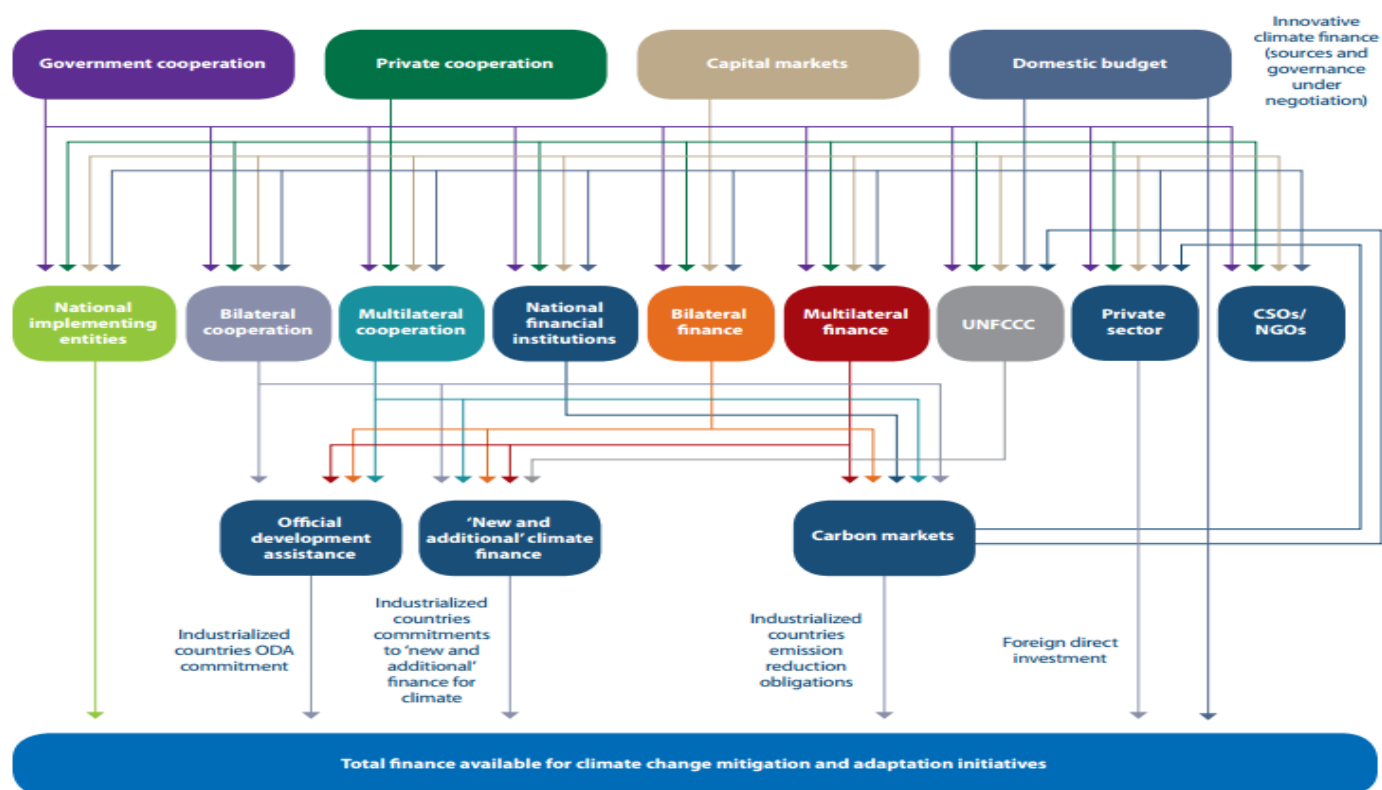 Innovative
climate finance
(sources and
governance
under
negotiation)
Government cooperation
Private cooperation
Capital markets
Domestic budget
National
implementing
entities
Bilateral
cooperation
Multilateral
cooperation
National
financial
institutions
Bilateral
finance
Multilateral
finance
UNFCCC
Private
sector
CSOs/
NGOs
Official
development
assistance
‘New and
additional’ climate
finance
Carbon markets
Industrialized
countries ODA
commitment
Industrialized
countries
commitments
to ‘new and
additional’
finance for
climate
Industrialized
countries
emission
reduction
obligations
Foreign direct
investment
Total finance available for climate change mitigation and adaptation initiatives